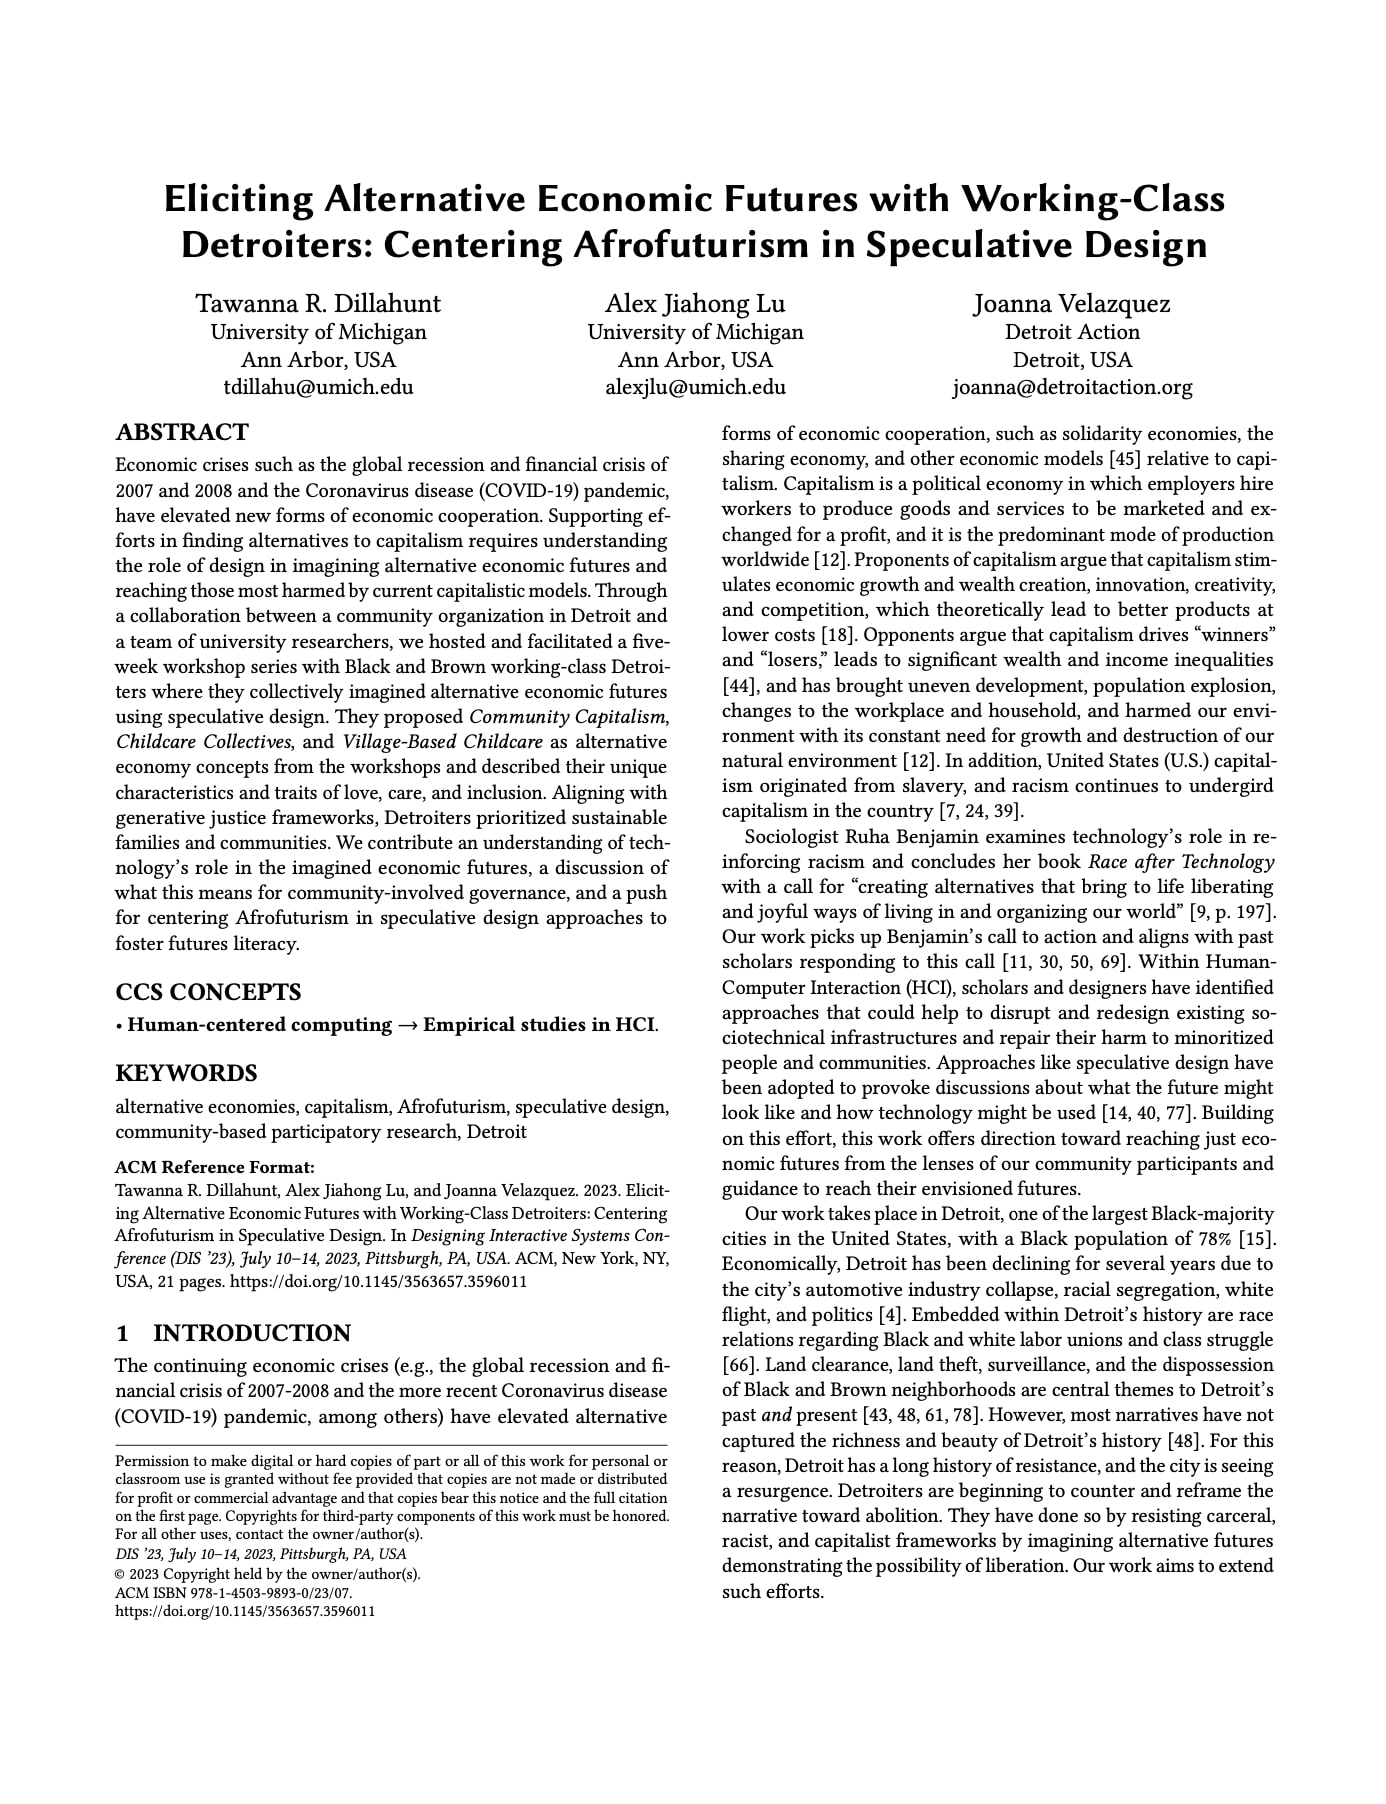 Eliciting Alternative Economic Futures with Working-Class
Detroiters: Centering Afrofuturism in Speculative Design
Tawanna R. Dillahunt
University of Michigan
Ann Arbor, USA
tdillahu@umich.edu
Alex Jiahong Lu
University of Michigan
Ann Arbor, USA
alexjlu@umich.edu
Joanna Velazquez
Detroit Action
Detroit, USA
joanna@detroitaction.org
ABSTRACT
Economic crises such as the global recession and financial crisis of
2007 and 2008 and the Coronavirus disease (COVID-19) pandemic,
have elevated new forms of economic cooperation. Supporting ef-
forts in finding alternatives to capitalism requires understanding
the role of design in imagining alternative economic futures and
reaching those most harmed by current capitalistic models. Through
a collaboration between a community organization in Detroit and
a team of university researchers, we hosted and facilitated a five-
week workshop series with Black and Brown working-class Detroi-
ters where they collectively imagined alternative economic futures
using speculative design. They proposed Community Capitalism,
Childcare Collectives, and Village-Based Childcare as alternative
economy concepts from the workshops and described their unique
characteristics and traits of love, care, and inclusion. Aligning with
generative justice frameworks, Detroiters prioritized sustainable
families and communities. We contribute an understanding of tech-
nology's role in the imagined economic futures, a discussion of
what this means for community-involved governance, and a push
for centering Afrofuturism in speculative design approaches to
foster futures literacy.
CCS CONCEPTS
• Human-centered computing → Empirical studies in HCI.
KEYWORDS
alternative economies, capitalism, Afrofuturism, speculative design,
community-based participatory research, Detroit
ACM Reference Format:
Tawanna R. Dillahunt, Alex Jiahong Lu, and Joanna Velazquez. 2023. Elicit-
ing Alternative Economic Futures with Working-Class Detroiters: Centering
Afrofuturism in Speculative Design. In Designing Interactive Systems Con-
ference (DIS '23), July 10–14, 2023, Pittsburgh, PA, USA. ACM, New York, NY,
USA, 21 pages. https://doi.org/10.1145/3563657.3596011
1 INTRODUCTION
The continuing economic crises (e.g., the global recession and fi-
nancial crisis of 2007-2008 and the more recent Coronavirus disease
(COVID-19) pandemic, among others) have elevated alternative
Permission to make digital or hard copies of part or all of this work for personal or
classroom use is granted without fee provided that copies are not made or distributed
for profit or commercial advantage and that copies bear this notice and the full citation
on the first page. Copyrights for third-party components of this work must be honored.
For all other uses, contact the owner/author(s).
DIS '23, July 10–14, 2023, Pittsburgh, PA, USA
© 2023 Copyright held by the owner/author(s).
ACM ISBN 978-1-4503-9893-0/23/07.
https://doi.org/10.1145/3563657.3596011
forms of economic cooperation, such as solidarity economies, the
sharing economy, and other economic models [45] relative to capi-
talism. Capitalism is a political economy in which employers hire
workers to produce goods and services to be marketed and ex-
changed for a profit, and it is the predominant mode of production
worldwide [12]. Proponents of capitalism argue that capitalism stim-
ulates economic growth and wealth creation, innovation, creativity,
and competition, which theoretically lead to better products at
lower costs [18]. Opponents argue that capitalism drives “winners”
and “losers,” leads to significant wealth and income inequalities
[44], and has brought uneven development, population explosion,
changes to the workplace and household, and harmed our envi-
ronment with its constant need for growth and destruction of our
natural environment [12]. In addition, United States (U.S.) capital-
ism originated from slavery, and racism continues to undergird
capitalism in the country [7, 24, 39].
Sociologist Ruha Benjamin examines technology's role in re-
inforcing racism and concludes her book Race after Technology
with a call for “creating alternatives that bring to life liberating
and joyful ways of living in and organizing our world” [9, p. 197].
Our work picks up Benjamin's call to action and aligns with past
scholars responding to this call [11, 30, 50, 69]. Within Human-
Computer Interaction (HCI), scholars and designers have identified
approaches that could help to disrupt and redesign existing so-
ciotechnical infrastructures and repair their harm to minoritized
people and communities. Approaches like speculative design have
been adopted to provoke discussions about what the future might
look like and how technology might be used [14, 40, 77]. Building
on this effort, this work offers direction toward reaching just eco-
nomic futures from the lenses of our community participants and
guidance to reach their envisioned futures.
Our work takes place in Detroit, one of the largest Black-majority
cities in the United States, with a Black population of 78% [15].
Economically, Detroit has been declining for several years due to
the city's automotive industry collapse, racial segregation, white
flight, and politics [4]. Embedded within Detroit's history are race
relations regarding Black and white labor unions and class struggle
[66]. Land clearance, land theft, surveillance, and the dispossession
of Black and Brown neighborhoods are central themes to Detroit's
past and present [43, 48, 61, 78]. However, most narratives have not
captured the richness and beauty of Detroit's history [48]. For this
reason, Detroit has a long history of resistance, and the city is seeing
a resurgence. Detroiters are beginning to counter and reframe the
narrative toward abolition. They have done so by resisting carceral,
racist, and capitalist frameworks by imagining alternative futures
demonstrating the possibility of liberation. Our work aims to extend
such efforts.